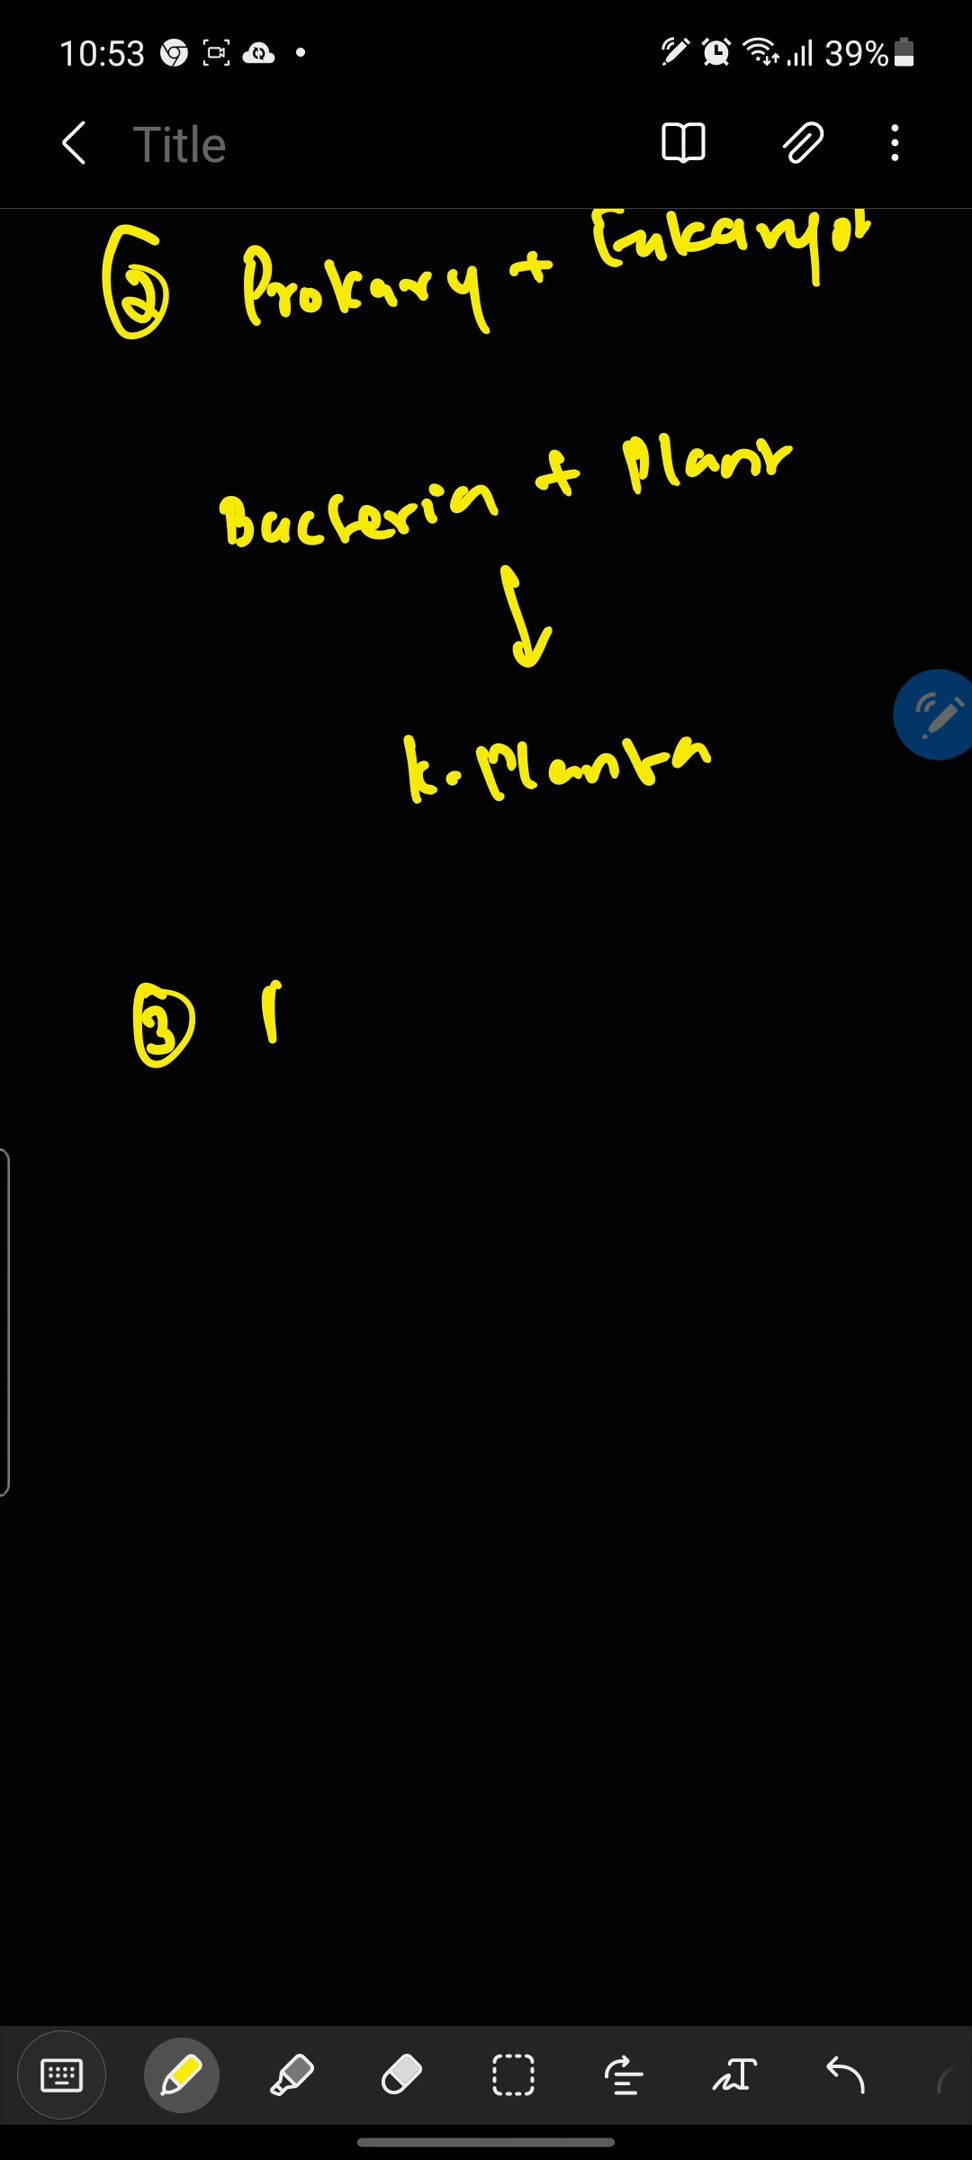 10:53 39%
Title
② Prokary + Eukaryot
Bacteria + Plant
K. Planta
③